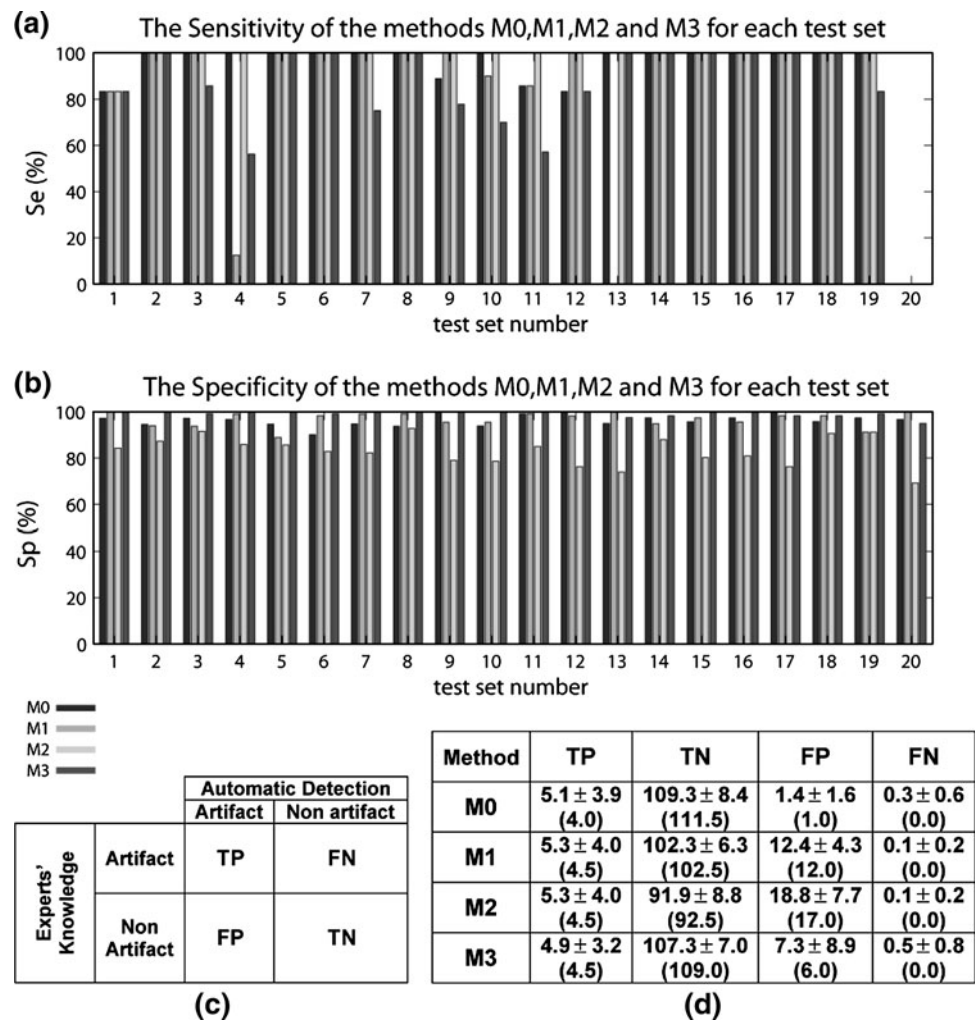 (a)
The Sensitivity of the methods M0,M1,M2 and M3 for each test set
Se (%)
100
80
60
40
20
0
1 2 3 4 5 6 7 8 9 10 11 12 13 14 15 16 17 18 19 20
test set number
(b)
The Specificity of the methods M0,M1,M2 and M3 for each test set
Sp (%)
100
80
60
40
20
0
1 2 3 4 5 6 7 8 9 10 11 12 13 14 15 16 17 18 19 20
test set number
M0
M1
M2
M3
Automatic Detection
Artifact Non artifact
Experts' Knowledge
Artifact TP FN
Non Artifact FP TN
(c)
Method TP TN FP FN
M0 5.1 ± 3.9 109.3 ± 8.4 1.4 ± 1.6 0.3 ± 0.6
(4.0) (111.5) (1.0) (0.0)
M1 5.3 ± 4.0 102.3 ± 6.3 12.4 ± 4.3 0.1 ± 0.2
(4.5) (102.5) (12.0) (0.0)
M2 5.3 ± 4.0 91.9 ± 8.8 18.8 ± 7.7 0.1 ± 0.2
(4.5) (92.5) (17.0) (0.0)
M3 4.9 ± 3.2 107.3 ± 7.0 7.3 ± 8.9 0.5 ± 0.8
(4.5) (109.0) (6.0) (0.0)
(d)